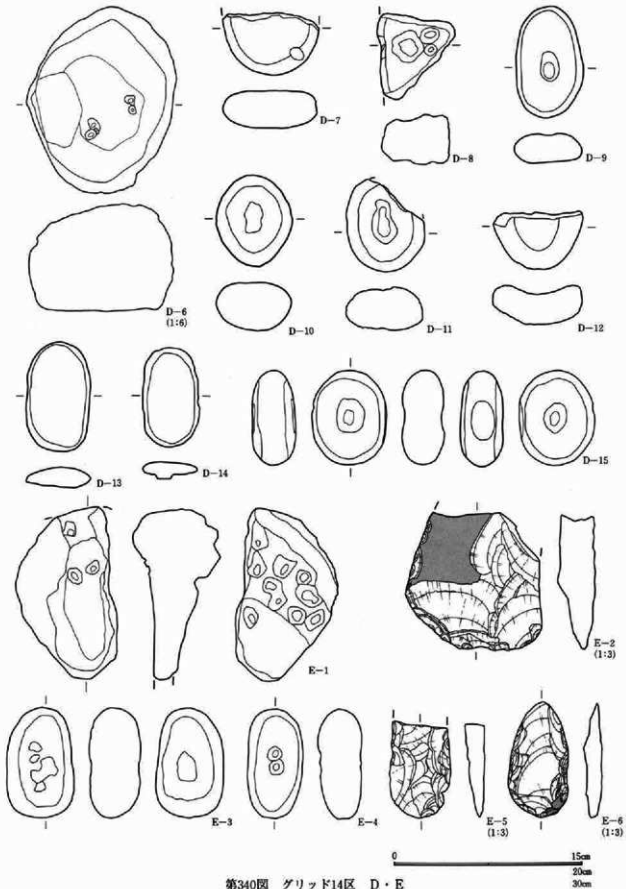 D-7
D-8
D-9
D-6
(1:6)
D-10
D-11
D-12
D-13
D-14
D-15
E-1
E-2
(1:3)
E-3
E-4
E-5
(1:3)
E-6
(1:3)
0 15cm
20cm
30cm
第340図 グリッド14区 D・E